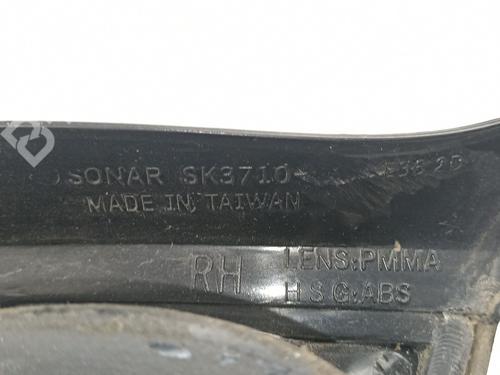 SONAR SK3710-
MADE IN TAIWAN
RH
LENS:PMMA
HSG:ABS